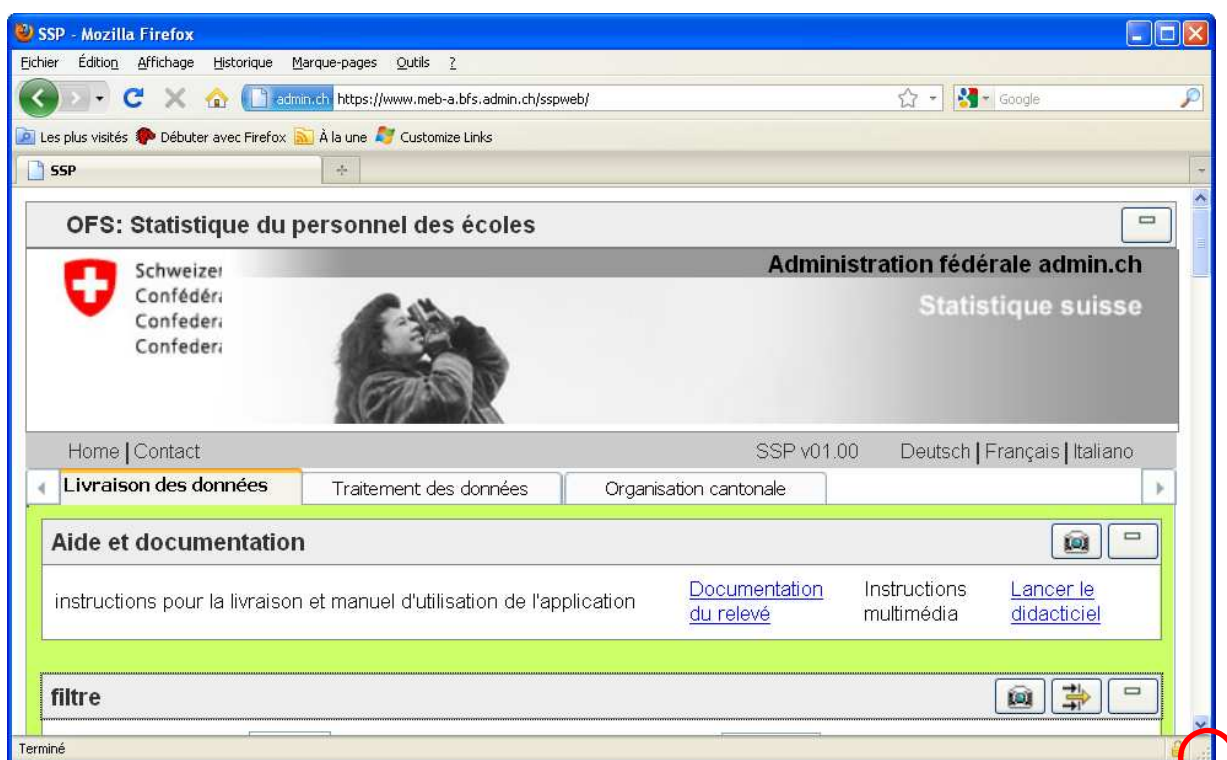 SSP - Mozilla Firefox
Fichier Édition Affichage Historique Marque-pages Outils ?
admin.ch https://www.meb-a.bfs.admin.ch/sspweb/ Google
Les plus visités Débuter avec Firefox À la une Customize Links
SSP
OFS: Statistique du personnel des écoles
Administration fédérale admin.ch
Statistique suisse
Schweizer
Confédéra
Confedera
Confedera
Home | Contact SSP v01.00 Deutsch | Français | Italiano
Livraison des données Traitement des données Organisation cantonale
Aide et documentation
instructions pour la livraison et manuel d'utilisation de l'application
Documentation
du relevé
Instructions
multimédia
Lancer le
didacticiel
filtre
Terminé